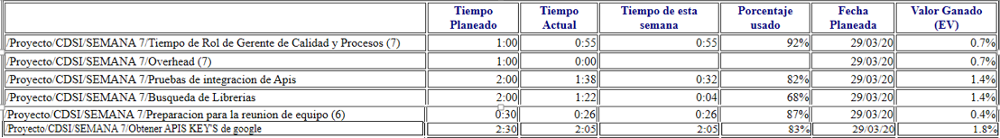 Tiempo Planeado Tiempo Actual Tiempo de esta semana Porcentaje usado Fecha Planeada Valor Ganado (EV)
/Proyecto/CDSI/SEMANA 7/Tiempo de Rol de Gerente de Calidad y Procesos (7) 1:00 0:55 0:55 92% 29/03/20 0.7%
/Proyecto/CDSI/SEMANA 7/Overhead (7) 1:00 0:00 29/03/20 0.7%
/Proyecto/CDSI/SEMANA 7/Pruebas de integracion de Apis 2:00 1:38 0:32 82% 29/03/20 1.4%
/Proyecto/CDSI/SEMANA 7/Busqueda de Librerias 2:00 1:22 0:04 68% 29/03/20 1.4%
/Proyecto/CDSI/SEMANA 7/Preparacion para la reunion de equipo (6) 0:30 0:26 0:26 87% 29/03/20 0.4%
/Proyecto/CDSI/SEMANA 7/Obtener APIS KEY'S de google 2:30 2:05 2:05 83% 29/03/20 1.8%